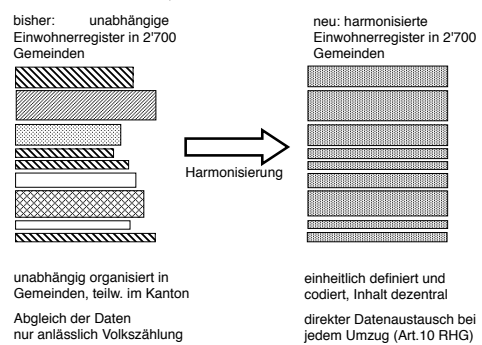 bisher: unabhängige
Einwohnerregister in 2'700
Gemeinden
neu: harmonisierte
Einwohnerregister in 2'700
Gemeinden
Harmonisierung
unabhängig organisiert in
Gemeinden, teilw. im Kanton
Abgleich der Daten
nur anlässlich Volkszählung
einheitlich definiert und
codiert, Inhalt dezentral
direkter Datenaustausch bei
jedem Umzug (Art.10 RHG)